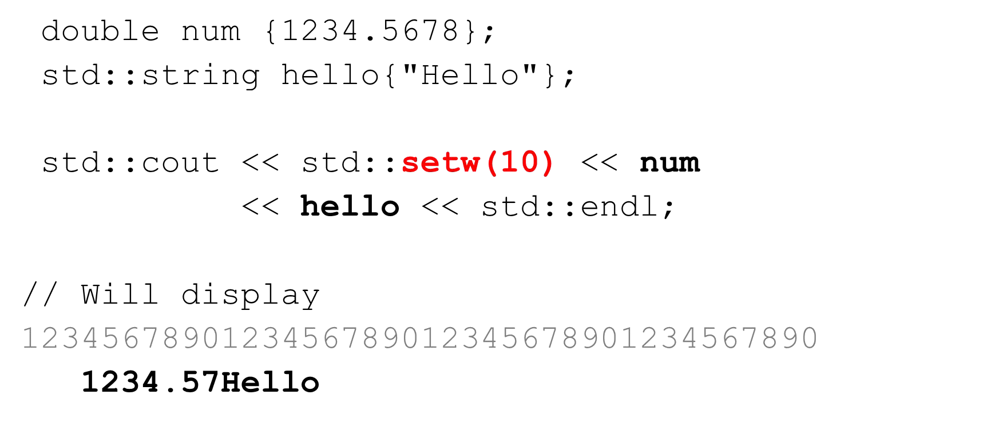 double num {1234.5678};
std::string hello{"Hello"};
std::cout << std::setw(10) << num
<< hello << std::endl;
// Will display
1234567890123456789012345678901234567890
1234.57Hello